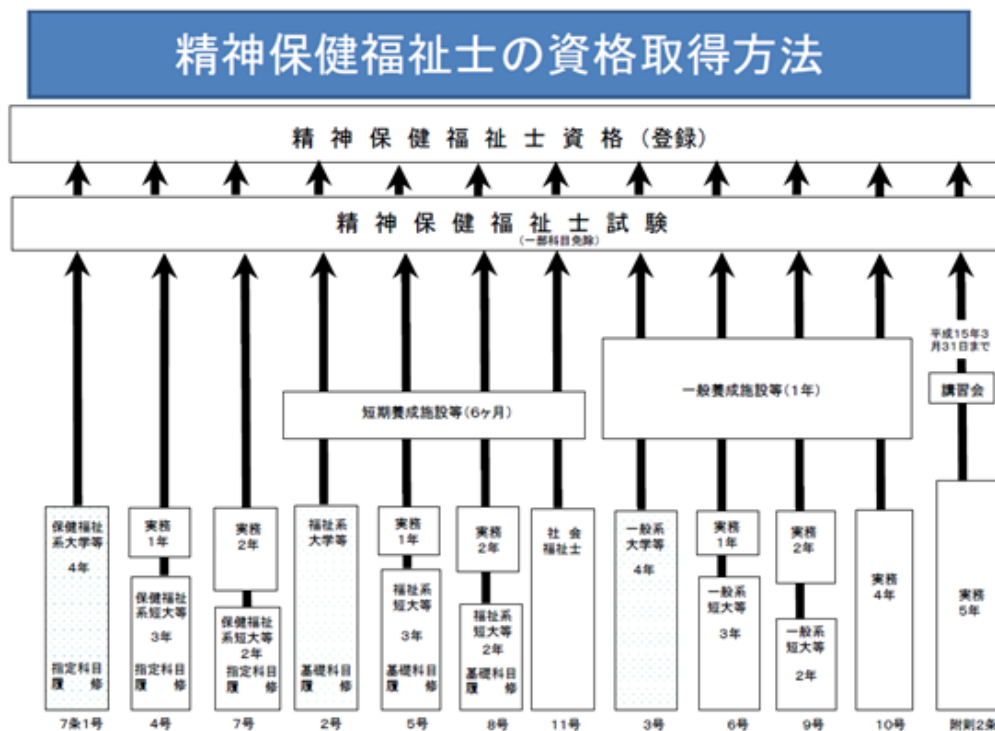 精神保健福祉士の資格取得方法
精神保健福祉士資格（登録）
精神保健福祉士試験
（一部科目免除）
平成15年3
月31日まで
講習会
短期養成施設等（6ヶ月）
一般養成施設等（1年）
保健福祉
系大学等
4年
指定科目
履　修
7条1号
実務
1年
保健福祉
系短大等
3年
指定科目
履　修
4号
実務
2年
保健福祉
系短大等
2年
指定科目
履　修
7号
福祉系
大学等
基礎科目
履　修
2号
実務
1年
福祉系
短大等
3年
基礎科目
履　修
5号
実務
2年
福祉系
短大等
2年
基礎科目
履　修
8号
社会
福祉士
11号
一般系
大学等
4年
3号
実務
1年
一般系
短大等
3年
6号
実務
2年
一般系
短大等
2年
9号
実務
4年
10号
実務
5年
附則2条